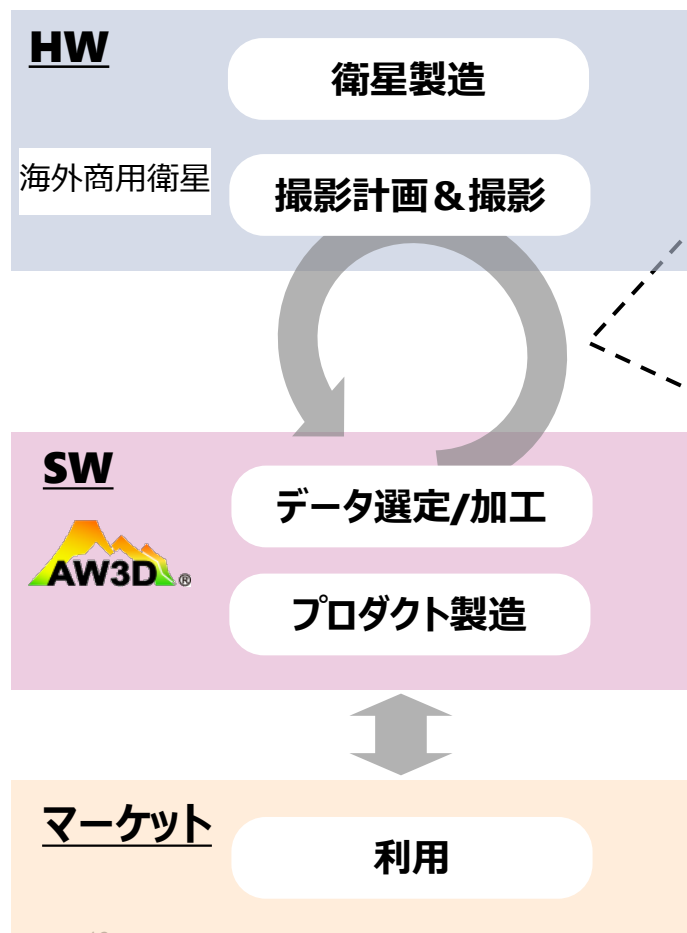 HW
衛星製造
海外商用衛星
撮影計画＆撮影
SW
データ選定/加工
AW3D®
プロダクト製造
マーケット
利用